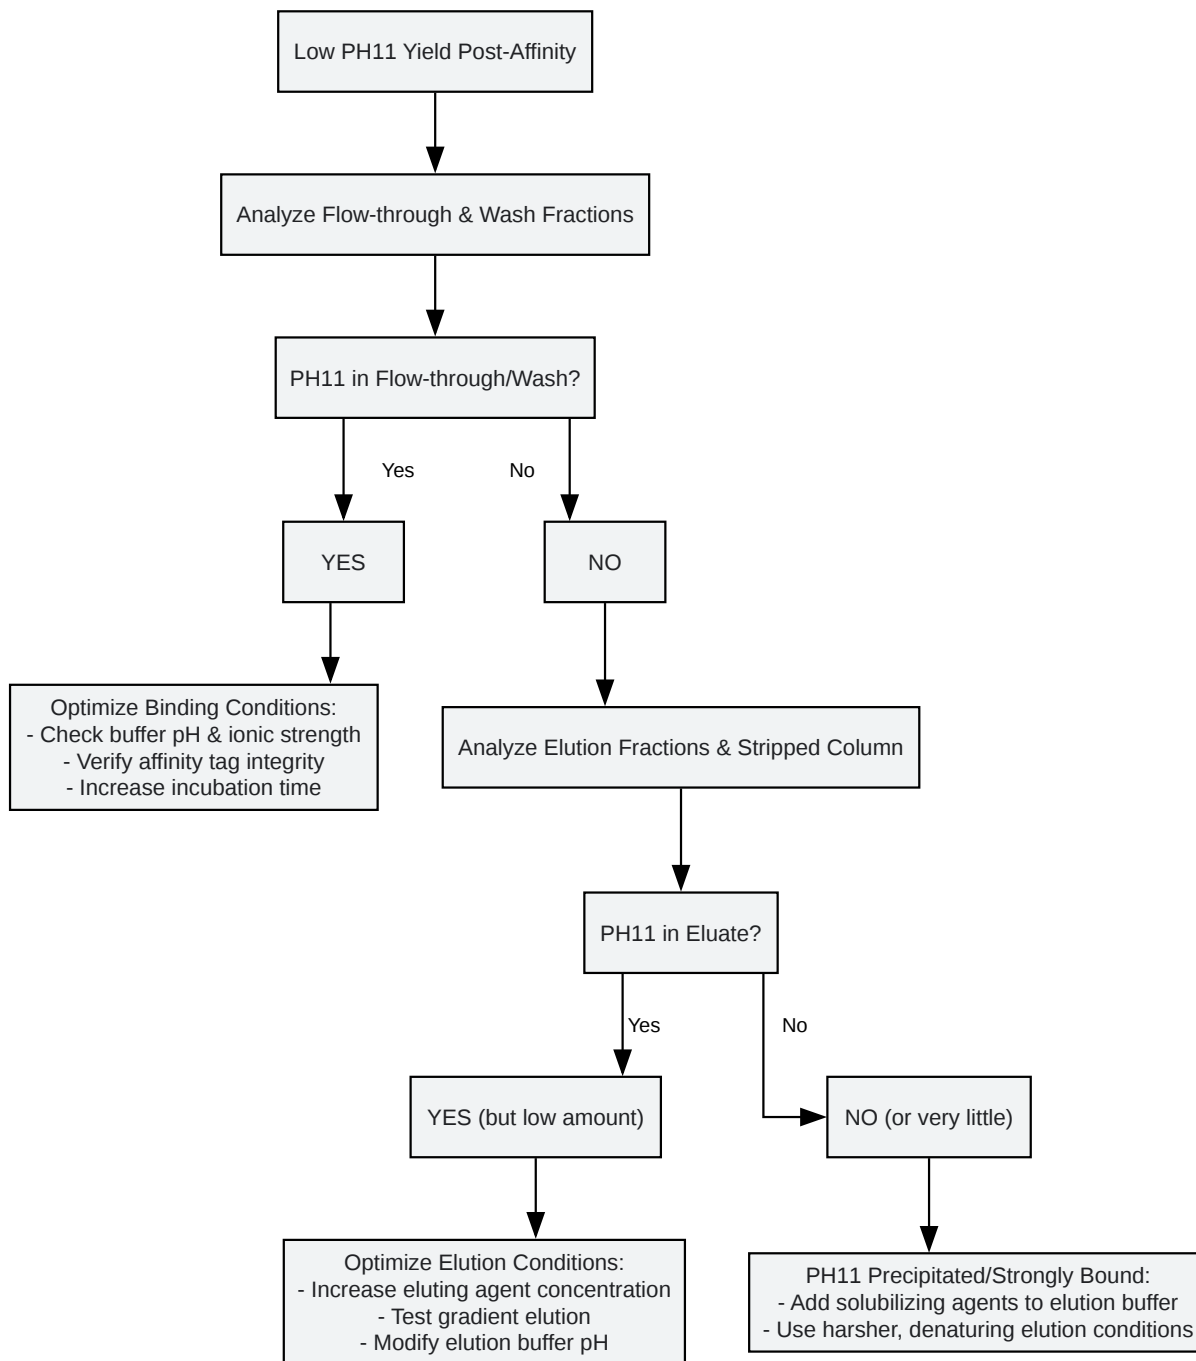 Low PH11 Yield Post-Affinity
Analyze Flow-through & Wash Fractions
PH11 in Flow-through/Wash?
Yes
No
YES
NO
Optimize Binding Conditions:
- Check buffer pH & ionic strength
- Verify affinity tag integrity
- Increase incubation time
Analyze Elution Fractions & Stripped Column
PH11 in Eluate?
Yes
No
YES (but low amount)
NO (or very little)
Optimize Elution Conditions:
- Increase eluting agent concentration
- Test gradient elution
- Modify elution buffer pH
PH11 Precipitated/Strongly Bound:
- Add solubilizing agents to elution buffer
- Use harsher, denaturing elution conditions